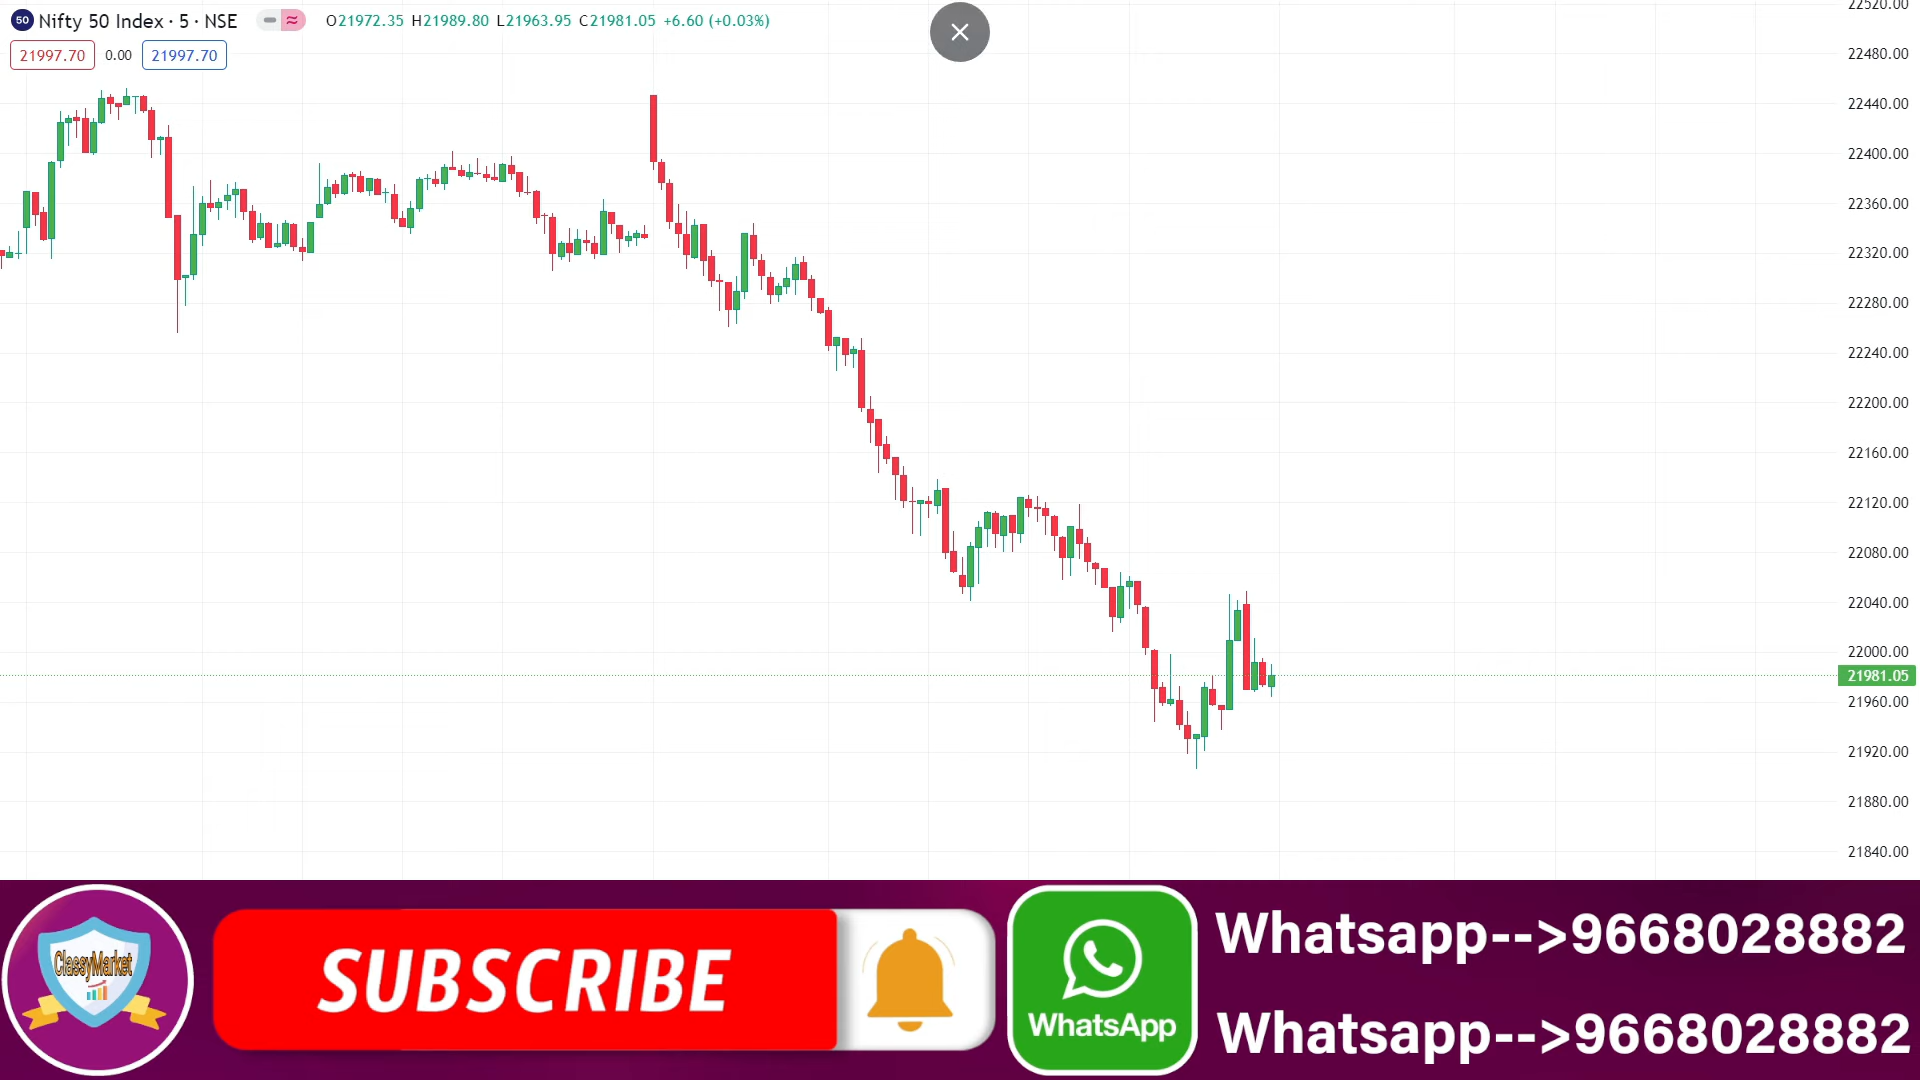 50 Nifty 50 Index · 5 · NSE O21972.35 H21989.80 L21963.95 C21981.05 +6.60 (+0.03%)
21997.70 0.00 21997.70
22520.00
22480.00
22440.00
22400.00
22360.00
22320.00
22280.00
22240.00
22200.00
22160.00
22120.00
22080.00
22040.00
22000.00
21981.05
21960.00
21920.00
21880.00
21840.00
ClassyMarket
SUBSCRIBE
WhatsApp
Whatsapp-->9668028882
Whatsapp-->9668028882